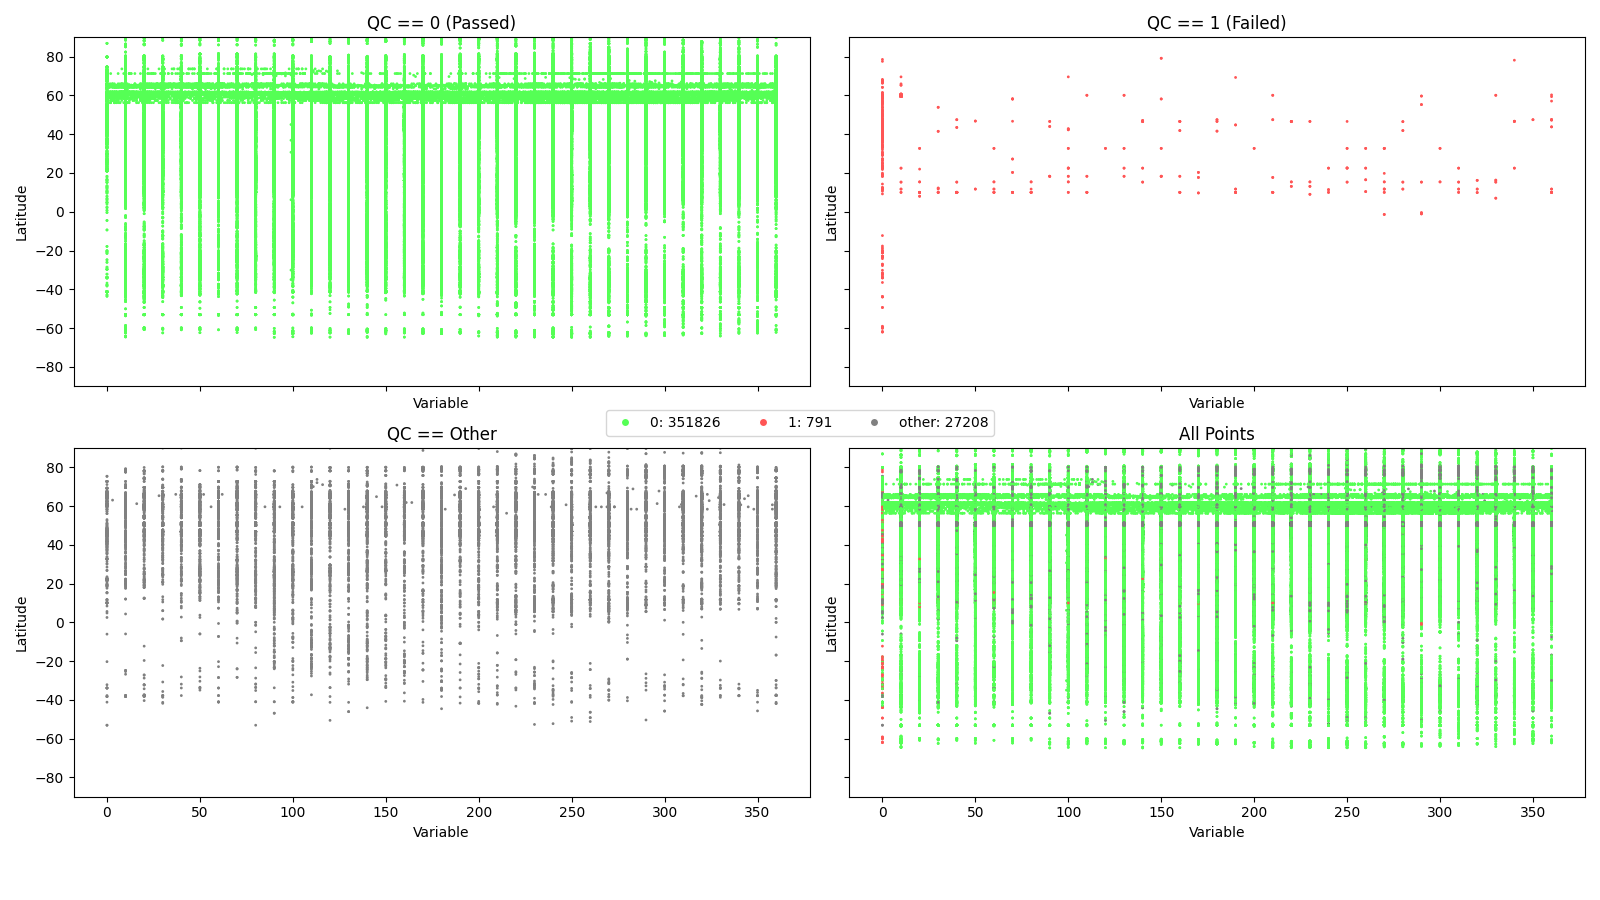 QC == 0 (Passed)
QC == 1 (Failed)
Latitude
80
60
40
20
0
−20
−40
−60
−80
Variable
Latitude
Variable
0: 351826
1: 791
other: 27208
QC == Other
All Points
Latitude
80
60
40
20
0
−20
−40
−60
−80
0 50 100 150 200 250 300 350
Variable
Latitude
0 50 100 150 200 250 300 350
Variable